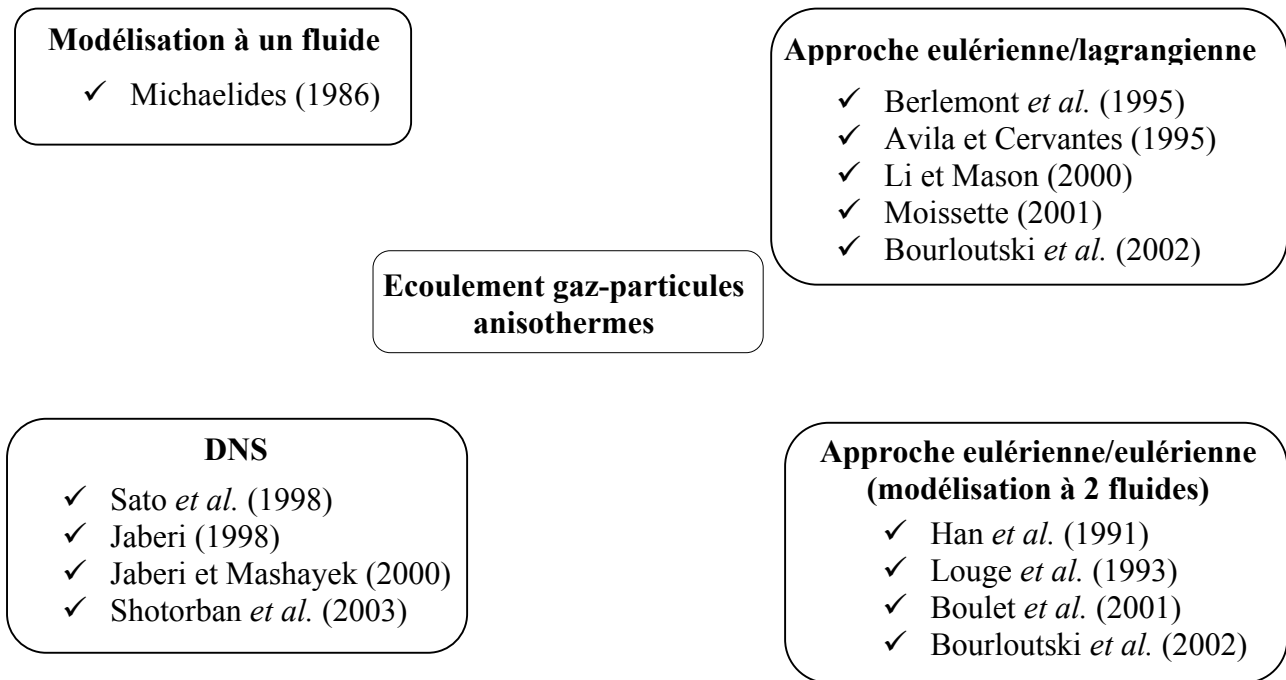 Modélisation à un fluide
✓ Michaelides (1986)
Approche eulérienne/lagrangienne
✓ Berlemont et al. (1995)
✓ Avila et Cervantes (1995)
✓ Li et Mason (2000)
✓ Moissette (2001)
✓ Bourloutski et al. (2002)
Ecoulement gaz-particules
anisothermes
DNS
✓ Sato et al. (1998)
✓ Jaberi (1998)
✓ Jaberi et Mashayek (2000)
✓ Shotorban et al. (2003)
Approche eulérienne/eulérienne
(modélisation à 2 fluides)
✓ Han et al. (1991)
✓ Louge et al. (1993)
✓ Boulet et al. (2001)
✓ Bourloutski et al. (2002)